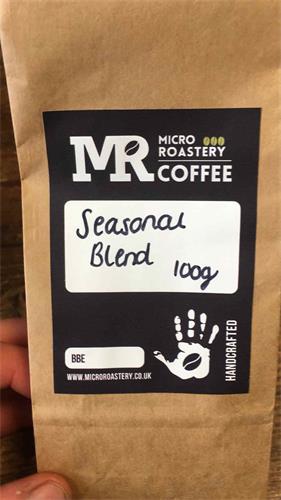 MR
MICRO
ROASTERY
COFFEE
Seasonal
Blend 100g
BBE
WWW.MICROROASTERY.CO.UK
HANDCRAFTED